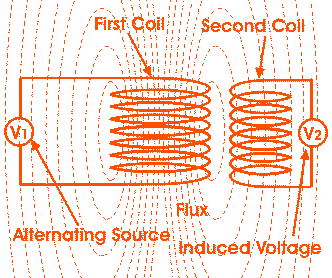 First Coil
Second Coil
V1
V2
Flux
Alternating Source
Induced Voltage